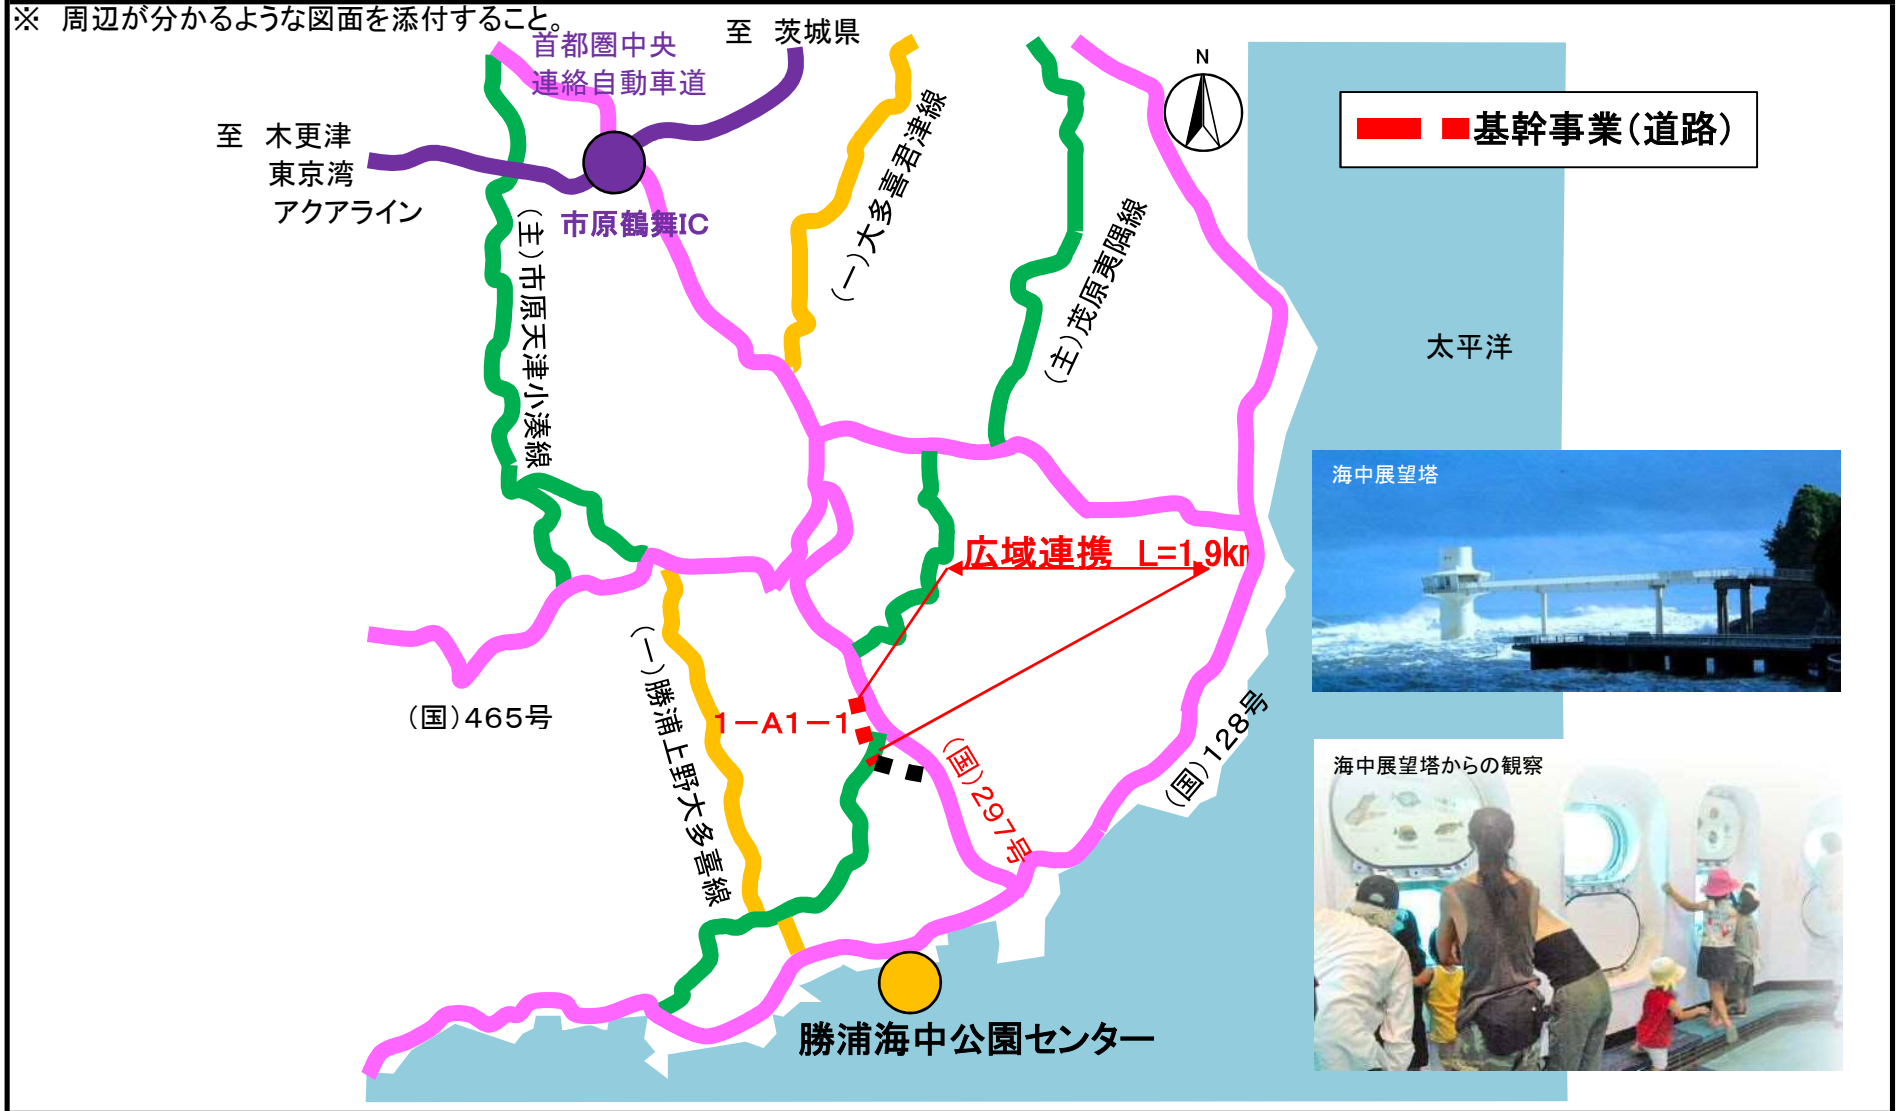 ※ 周辺が分かるような図面を添付すること。
首都圏中央
連絡自動車道
至 茨城県
至 木更津
東京湾
アクアライン
市原鶴舞IC
(主)市原天津小湊線
(一)大多喜君津線
(主)茂原夷隅線
N
基幹事業(道路)
太平洋
海中展望塔
広域連携 L=1.9km
(国)465号
(一)勝浦上野大多喜線
1-A1-1
(国)297号
(国)128号
海中展望塔からの観察
勝浦海中公園センター